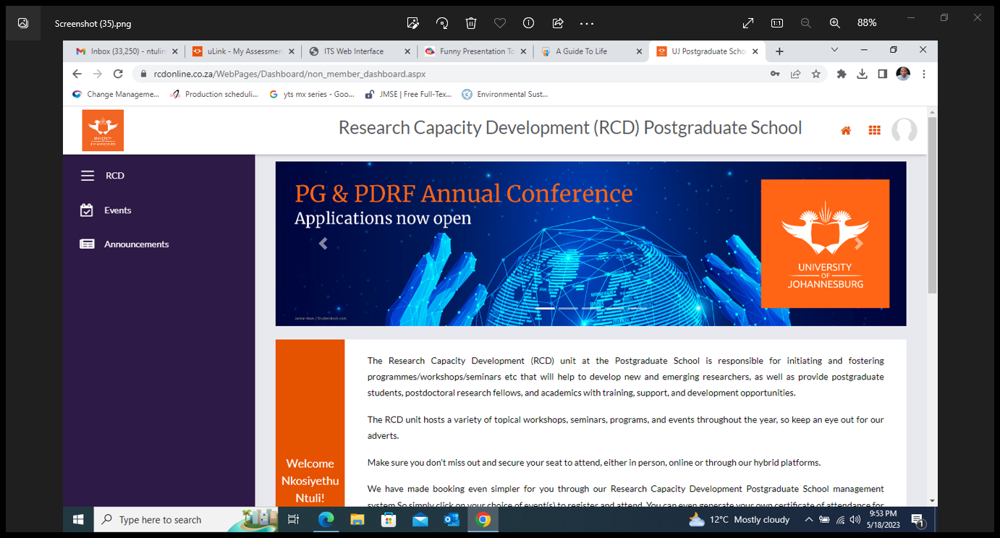 Screenshot (35).png
88%
Inbox (33,250) - ntulin
uLink - My Assessmen
ITS Web Interface
Funny Presentation To
A Guide To Life
UJ Postgraduate Scho
rcdonline.co.za/WebPages/Dashboard/non_member_dashboard.aspx
Change Manageme...
Production scheduli...
yts mx series - Goo...
JMSE | Free Full-Tex...
Environmental Sust...
UNIVERSITY
OF
JOHANNESBURG
Research Capacity Development (RCD) Postgraduate School
RCD
Events
Announcements
PG & PDRF Annual Conference
Applications now open
UNIVERSITY
OF
JOHANNESBURG
The Research Capacity Development (RCD) unit at the Postgraduate School is responsible for initiating and fostering
programmes/workshops/seminars etc that will help to develop new and emerging researchers, as well as provide postgraduate
students, postdoctoral research fellows, and academics with training, support, and development opportunities.
The RCD unit hosts a variety of topical workshops, seminars, programs, and events throughout the year, so keep an eye out for our
adverts.
Make sure you don't miss out and secure your seat to attend, either in person, online or through our hybrid platforms.
We have made booking even simpler for you through our Research Capacity Development Postgraduate School management
system.So simply click on your choice of event(s) to register and attend. You can even generate your own certificate of attendance for
Welcome
Nkosiyethu
Ntuli!
Type here to search
12°C Mostly cloudy
9:53 PM
5/18/2023
1